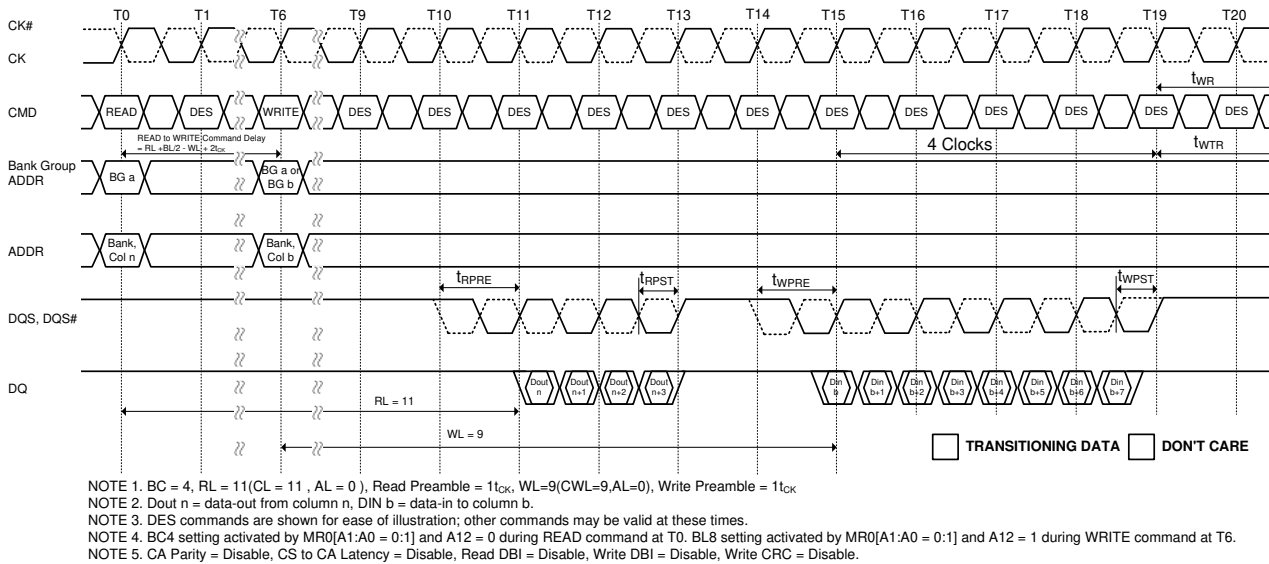 T0 T1 T6 T9 T10 T11 T12 T13 T14 T15 T16 T17 T18 T19 T20
CK#
CK
tWR
CMD READ DES WRITE DES DES DES DES DES DES DES DES DES DES DES DES
READ to WRITE Command Delay
= RL +BL/2 - WL + 2tCK
4 Clocks
tWTR
Bank Group
ADDR
BG a
BG a or
BG b
ADDR
Bank,
Col n
Bank,
Col b
tRPRE tRPST tWPRE tWPST
DQS, DQS#
DQ
Dout
n
Dout
n+1
Dout
n+2
Dout
n+3
Din
b
Din
b+1
Din
b+2
Din
b+3
Din
b+4
Din
b+5
Din
b+6
Din
b+7
RL = 11
WL = 9
TRANSITIONING DATA DON'T CARE
NOTE 1. BC = 4, RL = 11(CL = 11 , AL = 0 ), Read Preamble = 1tCK, WL=9(CWL=9,AL=0), Write Preamble = 1tCK
NOTE 2. Dout n = data-out from column n, DIN b = data-in to column b.
NOTE 3. DES commands are shown for ease of illustration; other commands may be valid at these times.
NOTE 4. BC4 setting activated by MR0[A1:A0 = 0:1] and A12 = 0 during READ command at T0. BL8 setting activated by MR0[A1:A0 = 0:1] and A12 = 1 during WRITE command at T6.
NOTE 5. CA Parity = Disable, CS to CA Latency = Disable, Read DBI = Disable, Write DBI = Disable, Write CRC = Disable.